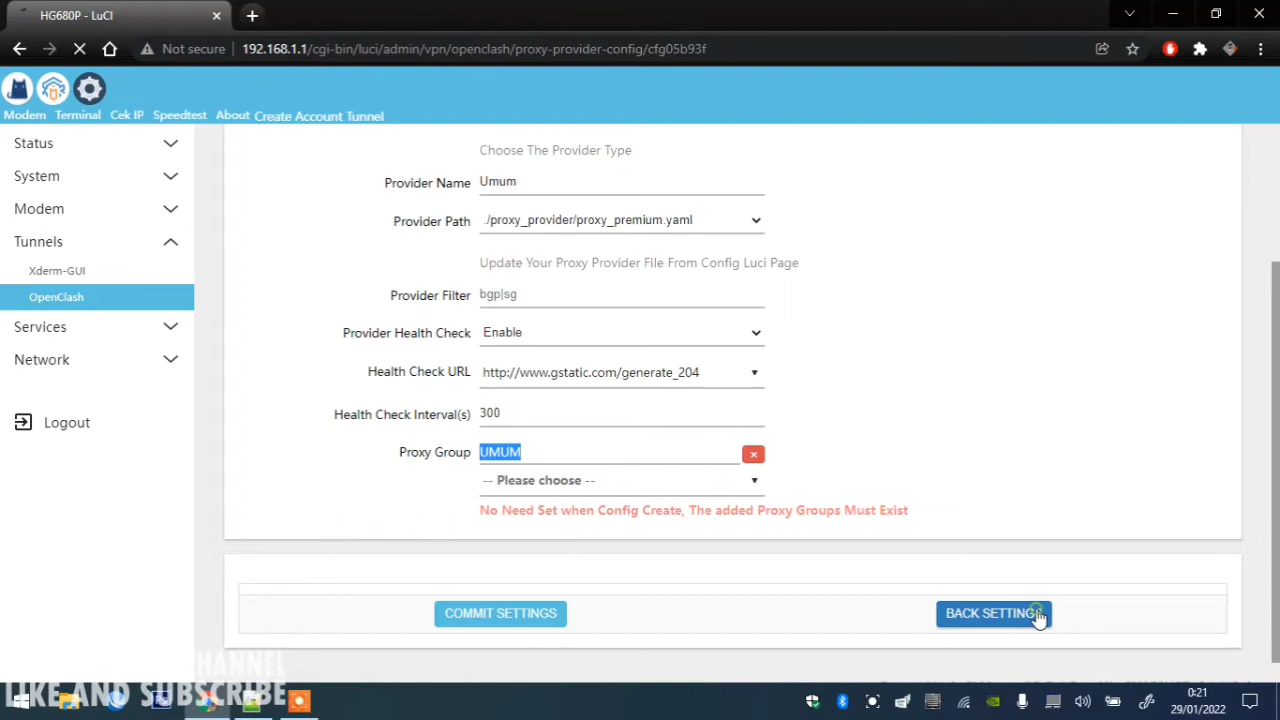 HG680P - LuCI
Not secure
192.168.1.1/cgi-bin/luci/admin/vpn/openclash/proxy-provider-config/cfg05b93f
Modem
Terminal
Cek IP
Speedtest
About
Create Account Tunnel
Status
System
Modem
Tunnels
Xderm-GUI
OpenClash
Services
Network
Logout
Choose The Provider Type
Provider Name
Umum
Provider Path
./proxy_provider/proxy_premium.yaml
Update Your Proxy Provider File From Config Luci Page
Provider Filter
bgp|sg
Provider Health Check
Enable
Health Check URL
http://www.gstatic.com/generate_204
Health Check Interval(s)
300
Proxy Group
UMUM
-- Please choose --
No Need Set when Config Create, The added Proxy Groups Must Exist
COMMIT SETTINGS
BACK SETTING
CHANNEL
LIKE AND SUBSCRIBE
0:21
29/01/2022